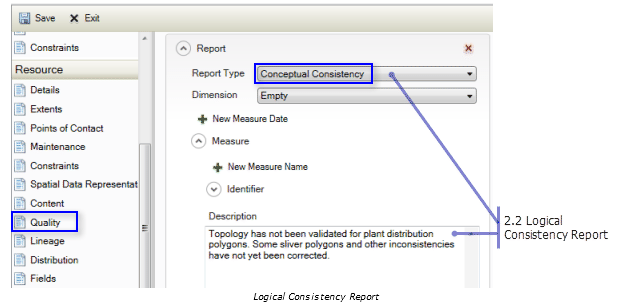 Save Exit
Constraints
Resource
Details
Extents
Points of Contact
Maintenance
Constraints
Spatial Data Representat
Content
Quality
Lineage
Distribution
Fields
Report
Report Type Conceptual Consistency
Dimension Empty
New Measure Date
Measure
New Measure Name
Identifier
Description
Topology has not been validated for plant distribution
polygons. Some sliver polygons and other inconsistencies
have not yet been corrected.
2.2 Logical
Consistency Report
Logical Consistency Report